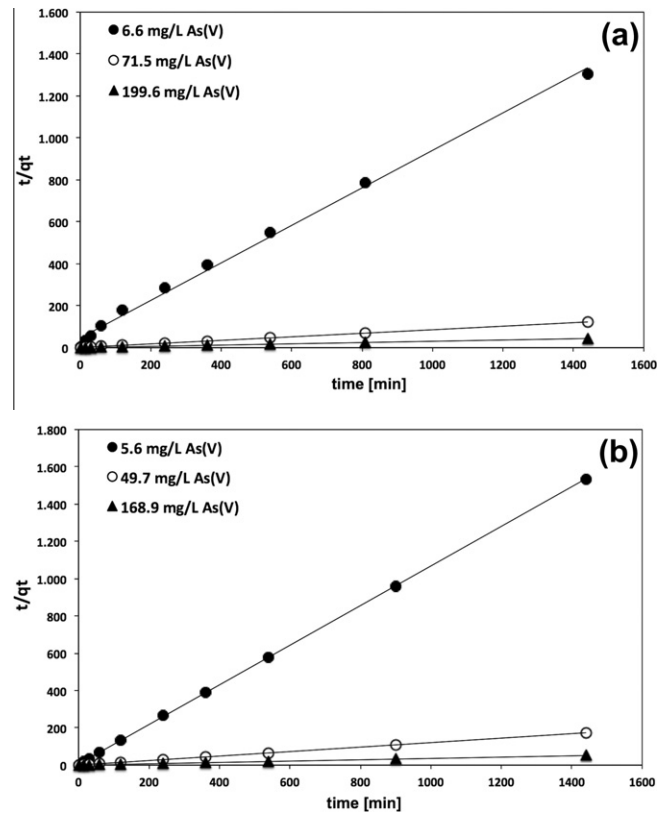 (a)
6.6 mg/L As(V)
71.5 mg/L As(V)
199.6 mg/L As(V)
t/qt
1.600
1.400
1.200
1.000
800
600
400
200
0
0 200 400 600 800 1000 1200 1400 1600
time [min]
(b)
5.6 mg/L As(V)
49.7 mg/L As(V)
168.9 mg/L As(V)
t/qt
1.800
1.600
1.400
1.200
1.000
800
600
400
200
0
0 200 400 600 800 1000 1200 1400 1600
time [min]